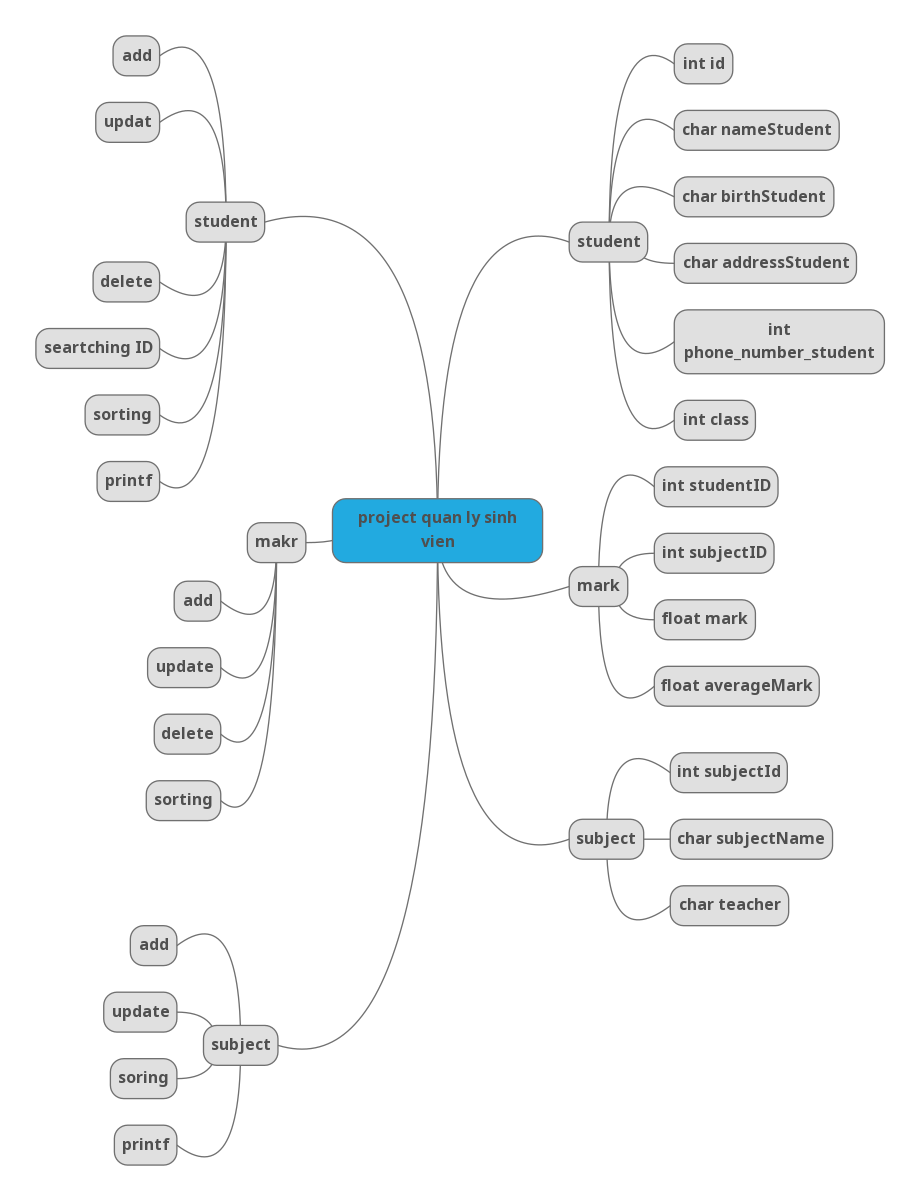 project quan ly sinh
vien
student
int id
char nameStudent
char birthStudent
char addressStudent
int
phone_number_student
int class
mark
int studentID
int subjectID
float mark
float averageMark
subject
int subjectId
char subjectName
char teacher
student
add
updat
delete
seartching ID
sorting
printf
makr
add
update
delete
sorting
subject
add
update
soring
printf